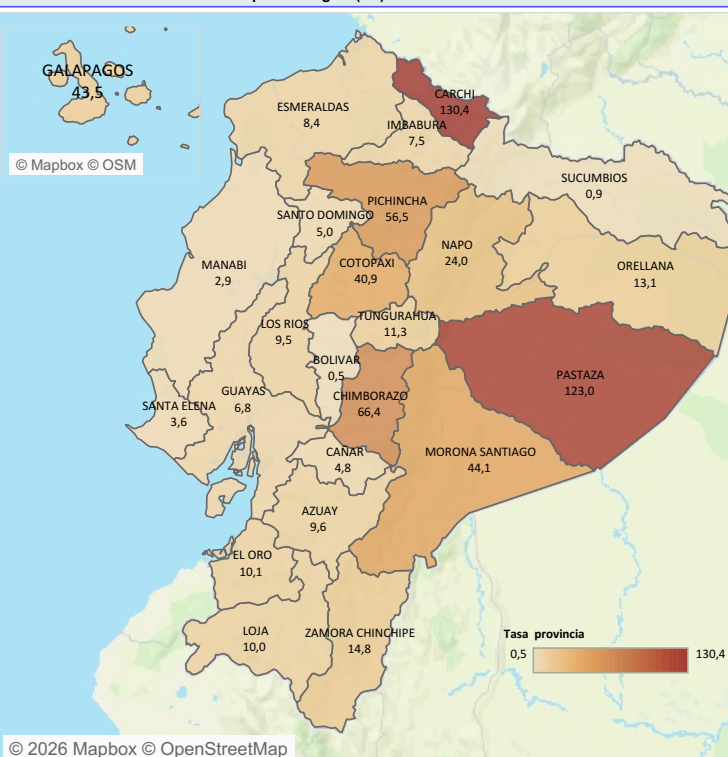 GALAPAGOS
43,5
© Mapbox © OSM
CARCHI
130,4
ESMERALDAS
8,4
IMBABURA
7,5
SUCUMBIOS
0,9
PICHINCHA
56,5
SANTO DOMINGO
5,0
NAPO
24,0
COTOPAXI
40,9
MANABI
2,9
ORELLANA
13,1
TUNGURAHUA
11,3
LOS RIOS
9,5
BOLIVAR
0,5
PASTAZA
123,0
GUAYAS
6,8
CHIMBORAZO
66,4
SANTA ELENA
3,6
CAÑAR
4,8
MORONA SANTIAGO
44,1
AZUAY
9,6
EL ORO
10,1
LOJA
10,0
ZAMORA CHINCHIPE
14,8
Tasa provincia
0,5 130,4
© 2026 Mapbox © OpenStreetMap